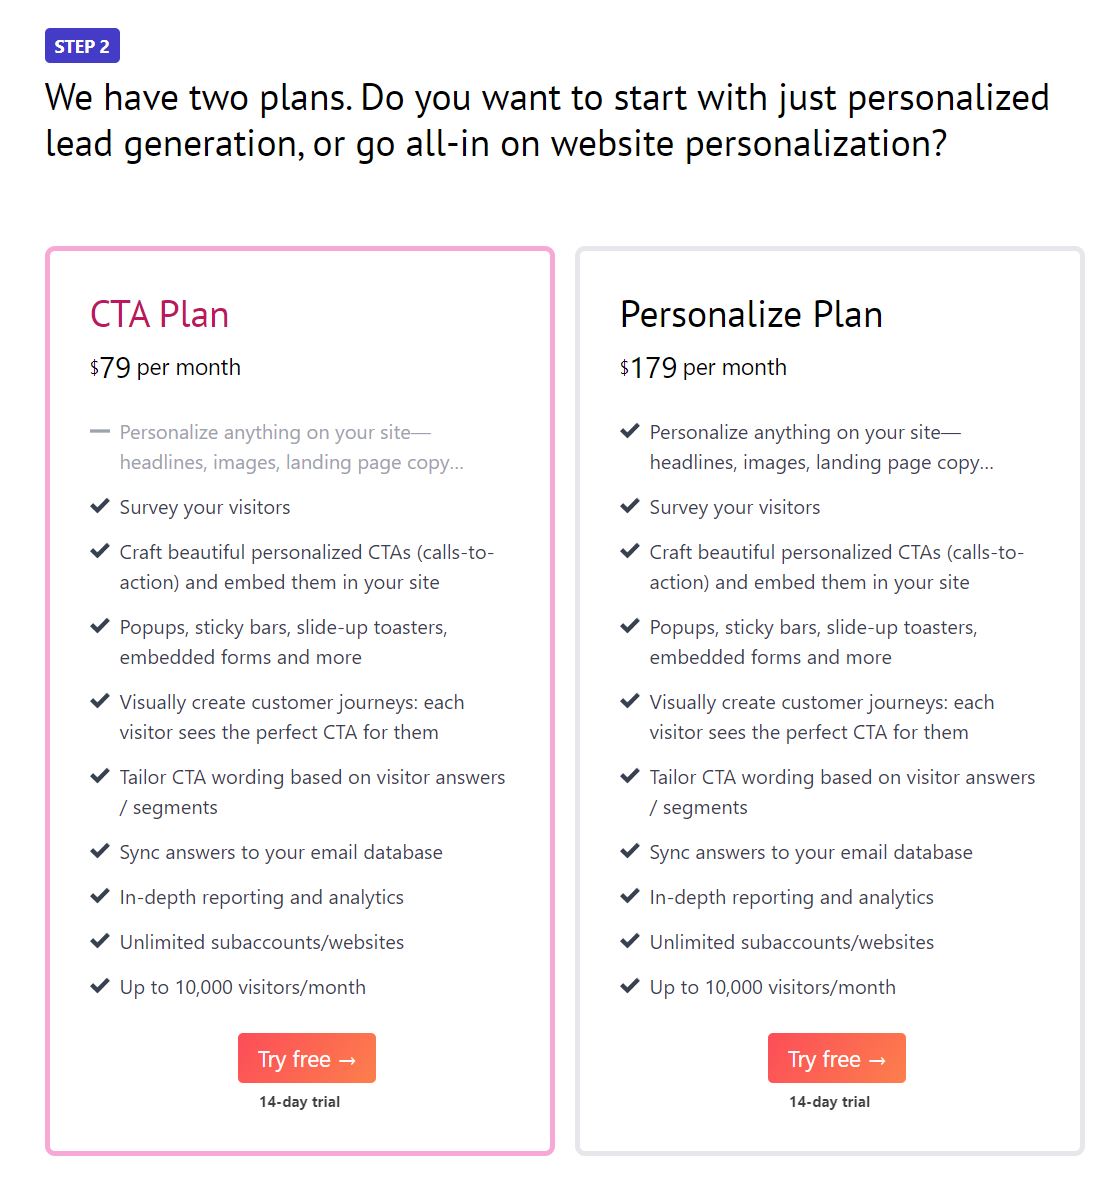 STEP 2
We have two plans. Do you want to start with just personalized
lead generation, or go all-in on website personalization?
CTA Plan
$79 per month
Personalize anything on your site—
headlines, images, landing page copy...
Survey your visitors
Craft beautiful personalized CTAs (calls-to-
action) and embed them in your site
Popups, sticky bars, slide-up toasters,
embedded forms and more
Visually create customer journeys: each
visitor sees the perfect CTA for them
Tailor CTA wording based on visitor answers
/ segments
Sync answers to your email database
In-depth reporting and analytics
Unlimited subaccounts/websites
Up to 10,000 visitors/month
Try free →
14-day trial
Personalize Plan
$179 per month
Personalize anything on your site—
headlines, images, landing page copy...
Survey your visitors
Craft beautiful personalized CTAs (calls-to-
action) and embed them in your site
Popups, sticky bars, slide-up toasters,
embedded forms and more
Visually create customer journeys: each
visitor sees the perfect CTA for them
Tailor CTA wording based on visitor answers
/ segments
Sync answers to your email database
In-depth reporting and analytics
Unlimited subaccounts/websites
Up to 10,000 visitors/month
Try free →
14-day trial